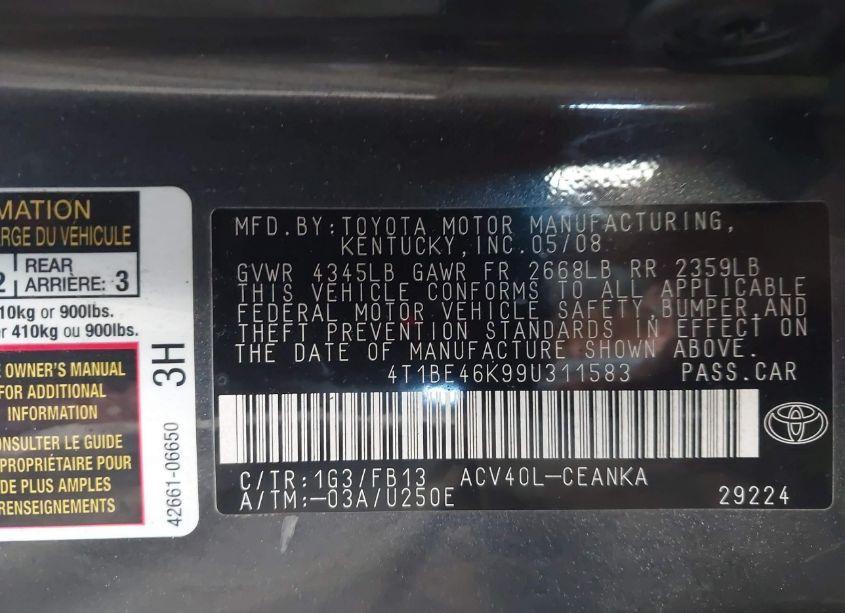 MATION
ARGE DU VÉHICULE
2 REAR ARRIÈRE: 3
10kg or 900lbs.
r 410kg ou 900lbs.
OWNER'S MANUAL
FOR ADDITIONAL
INFORMATION
ONSULTER LE GUIDE
PROPRIÉTAIRE POUR
DE PLUS AMPLES
RENSEIGNEMENTS
3H
42661-06650
MFD.BY:TOYOTA MOTOR MANUFACTURING,
KENTUCKY,INC.05/08
GVWR 4345LB GAWR FR 2668LB RR 2359LB
THIS VEHICLE CONFORMS TO ALL APPLICABLE
FEDERAL MOTOR VEHICLE SAFETY,BUMPER,AND
THEFT PREVENTION STANDARDS IN EFFECT ON
THE DATE OF MANUFACTURE SHOWN ABOVE.
4T1BE46K99U311583 PASS.CAR
C/TR:1G3/FB13 ACV40L-CEANKA
A/TM:-03A/U250E 29224